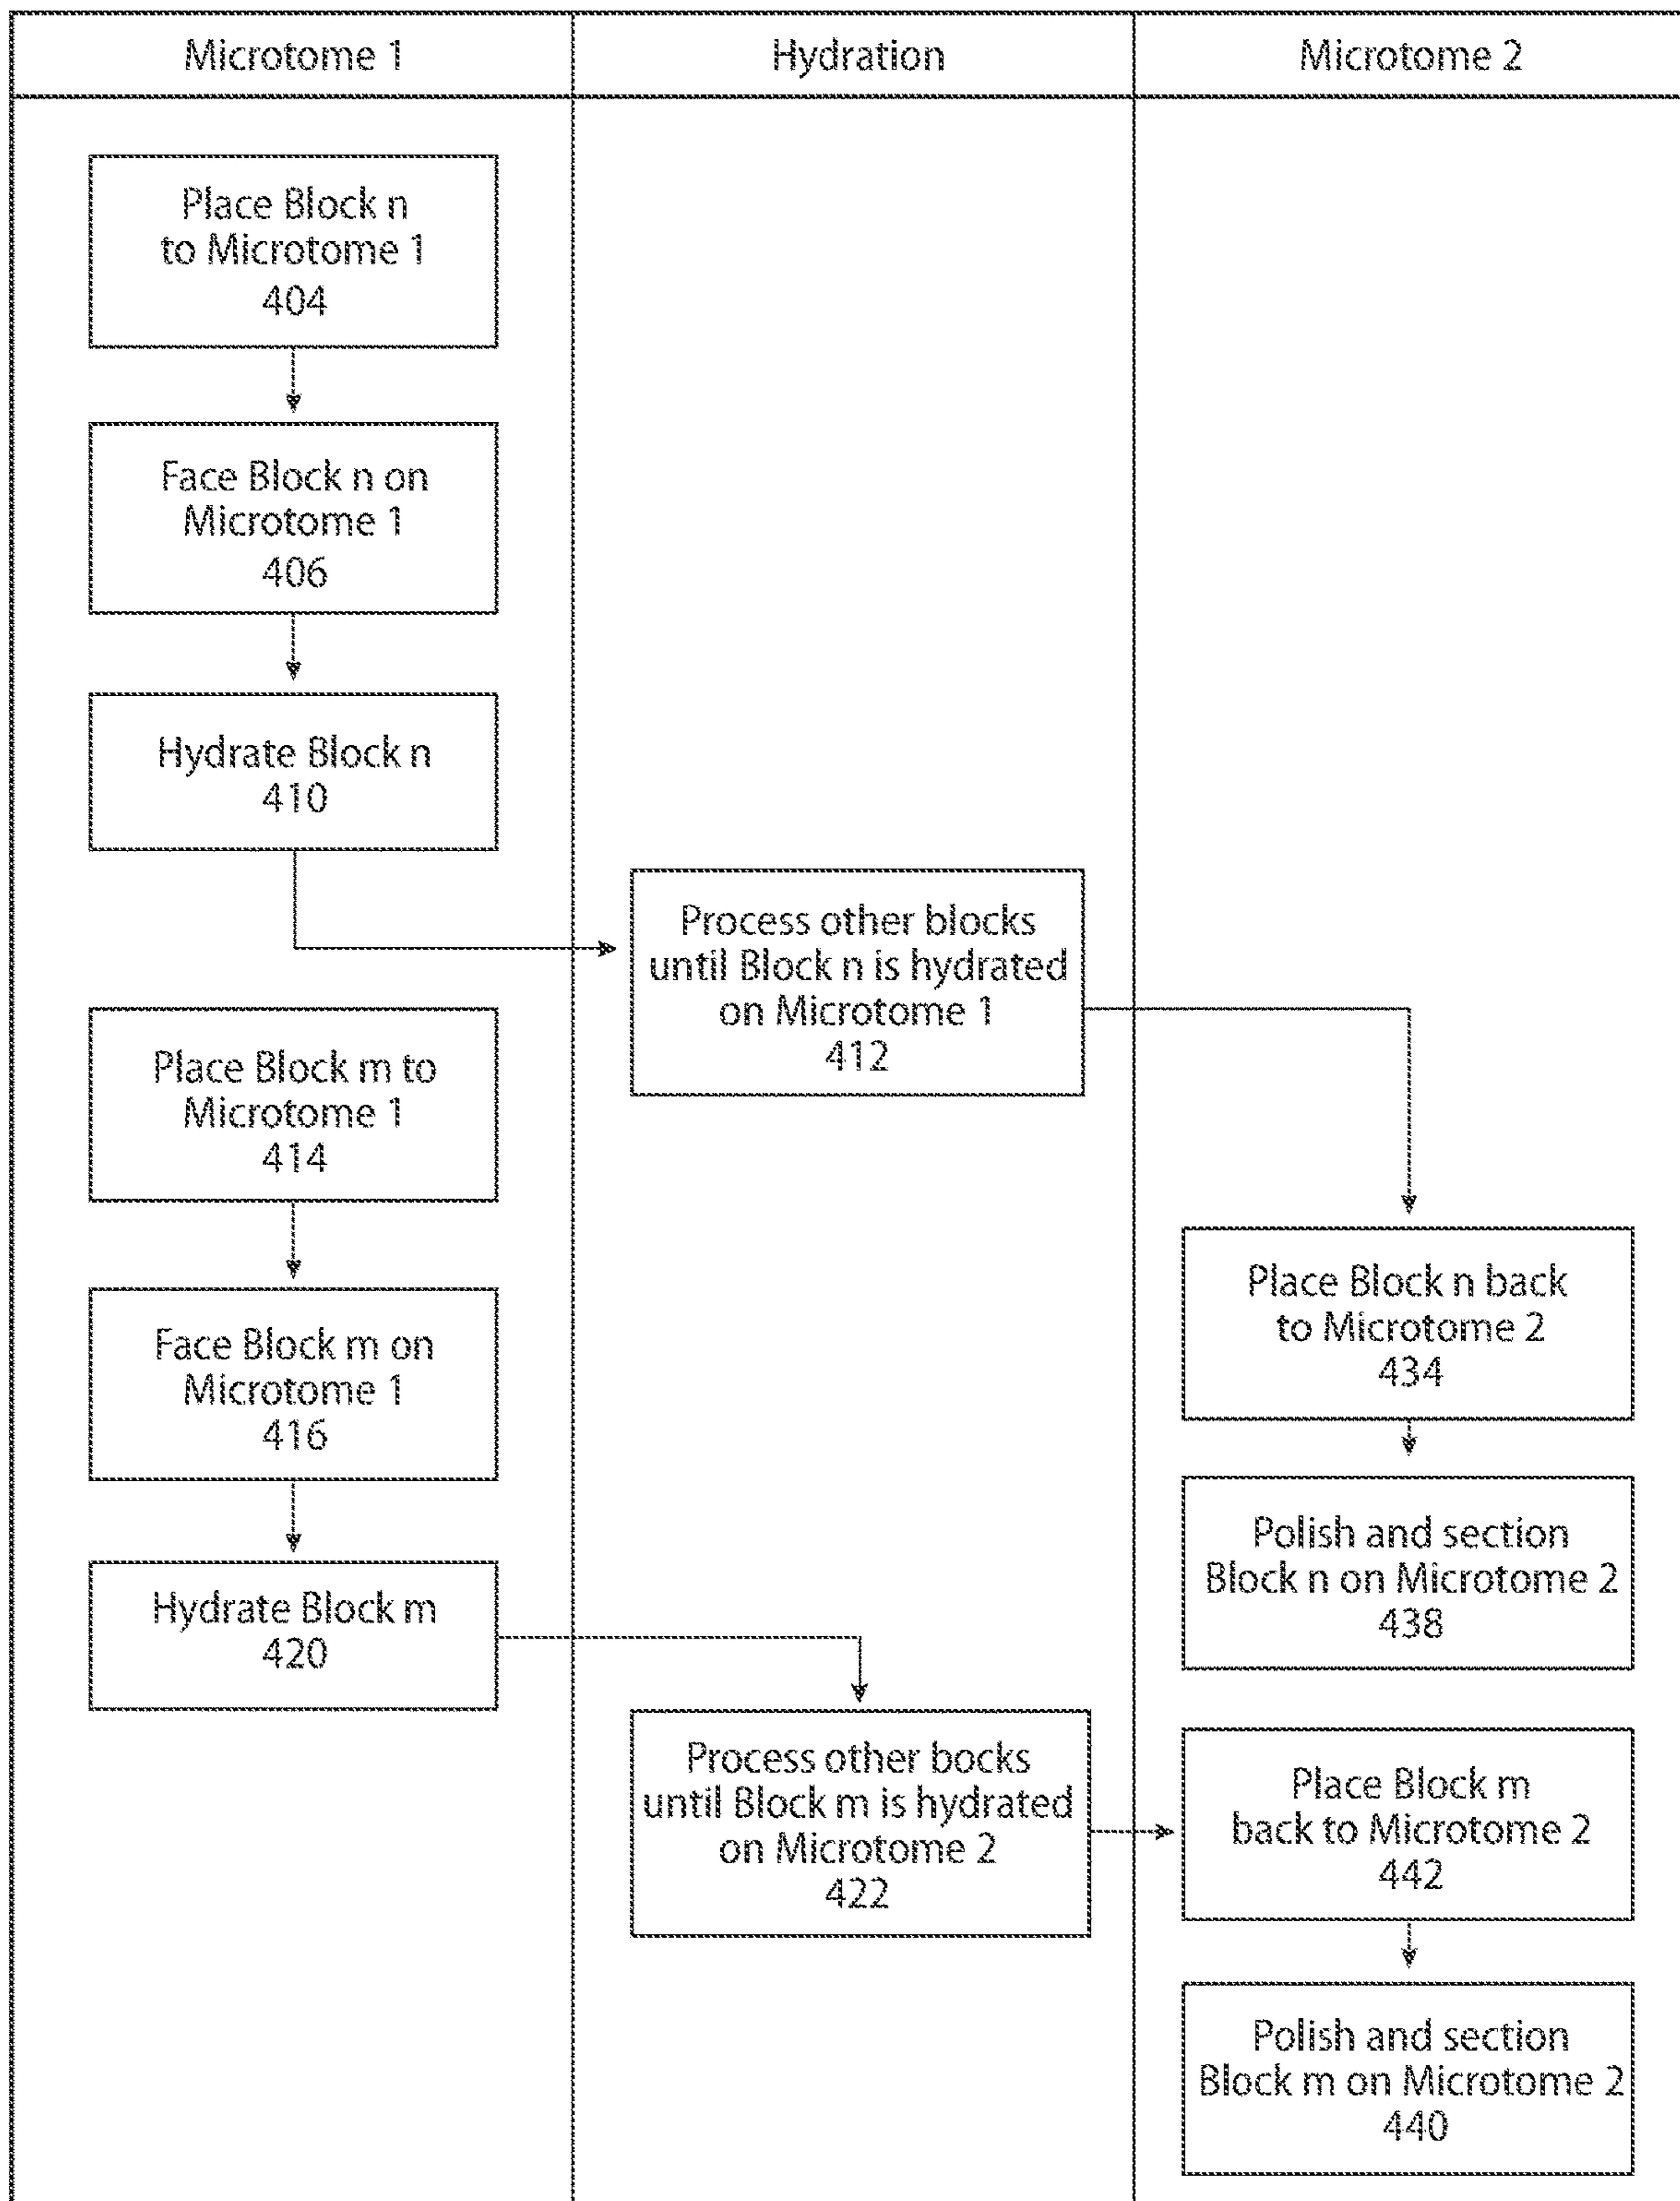 Microtome 1
Hydration
Microtome 2
Place Block n
to Microtome 1
404
Face Block n on
Microtome 1
406
Hydrate Block n
410
Process other blocks
until Block n is hydrated
on Microtome 1
412
Place Block m to
Microtome 1
414
Face Block m on
Microtome 1
416
Hydrate Block m
420
Process other bocks
until Block m is hydrated
on Microtome 2
422
Place Block n back
to Microtome 2
434
Polish and section
Block n on Microtome 2
438
Place Block m
back to Microtome 2
442
Polish and section
Block m on Microtome 2
440